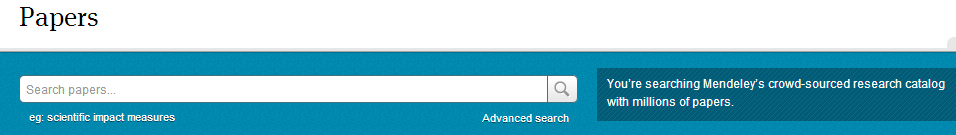 Papers
Search papers...
eg: scientific impact measures
Advanced search
You're searching Mendeley's crowd-sourced research catalog
with millions of papers.